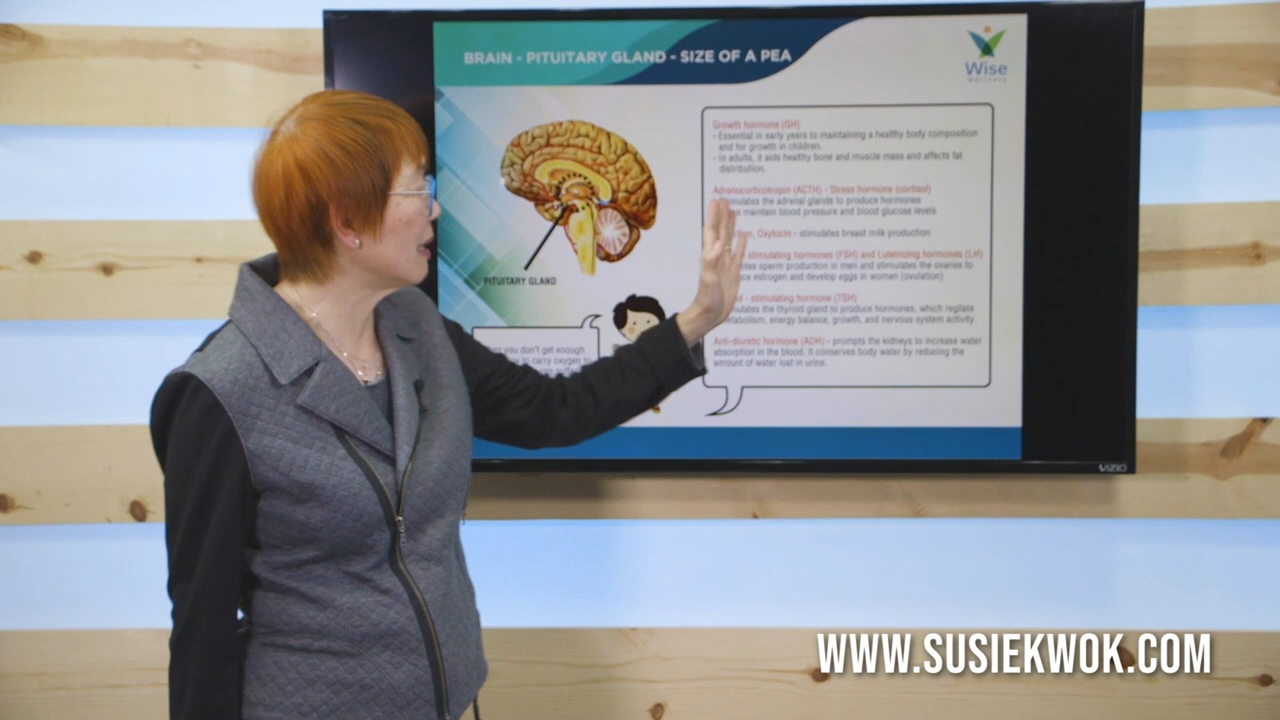 BRAIN - PITUITARY GLAND - SIZE OF A PEA
Wise
WELLNESS
Growth hormone (GH)
- Essential in early years to maintaining a healthy body composition
and for growth in children.
- In adults, it aids healthy bone and muscle mass and affects fat
distribution.
Adrenocorticotropin (ACTH) - Stress hormone (cortisol)
maintain blood pressure and blood glucose levels
to produce hormones
Oxytocin - stimulates breast milk production
stimulating hormones (FSH) and Luteinizing hormones (LH)
sperm production in men and stimulates the ovaries to
estrogen and develop eggs in women (ovulation)
- stimulating hormone (TSH)
the thyroid gland to produce hormones, which regilate
energy balance, growth, and nervous system activity
Anti-diuretic hormone (ADH) - prompts the kidneys to increase water
absorption in the blood. It conserves body water by reducing the
amount of water lost in urine.
PITUITARY GLAND
you don't get enough
to carry oxygen to
VIZIO
WWW.SUSIEKWOK.COM